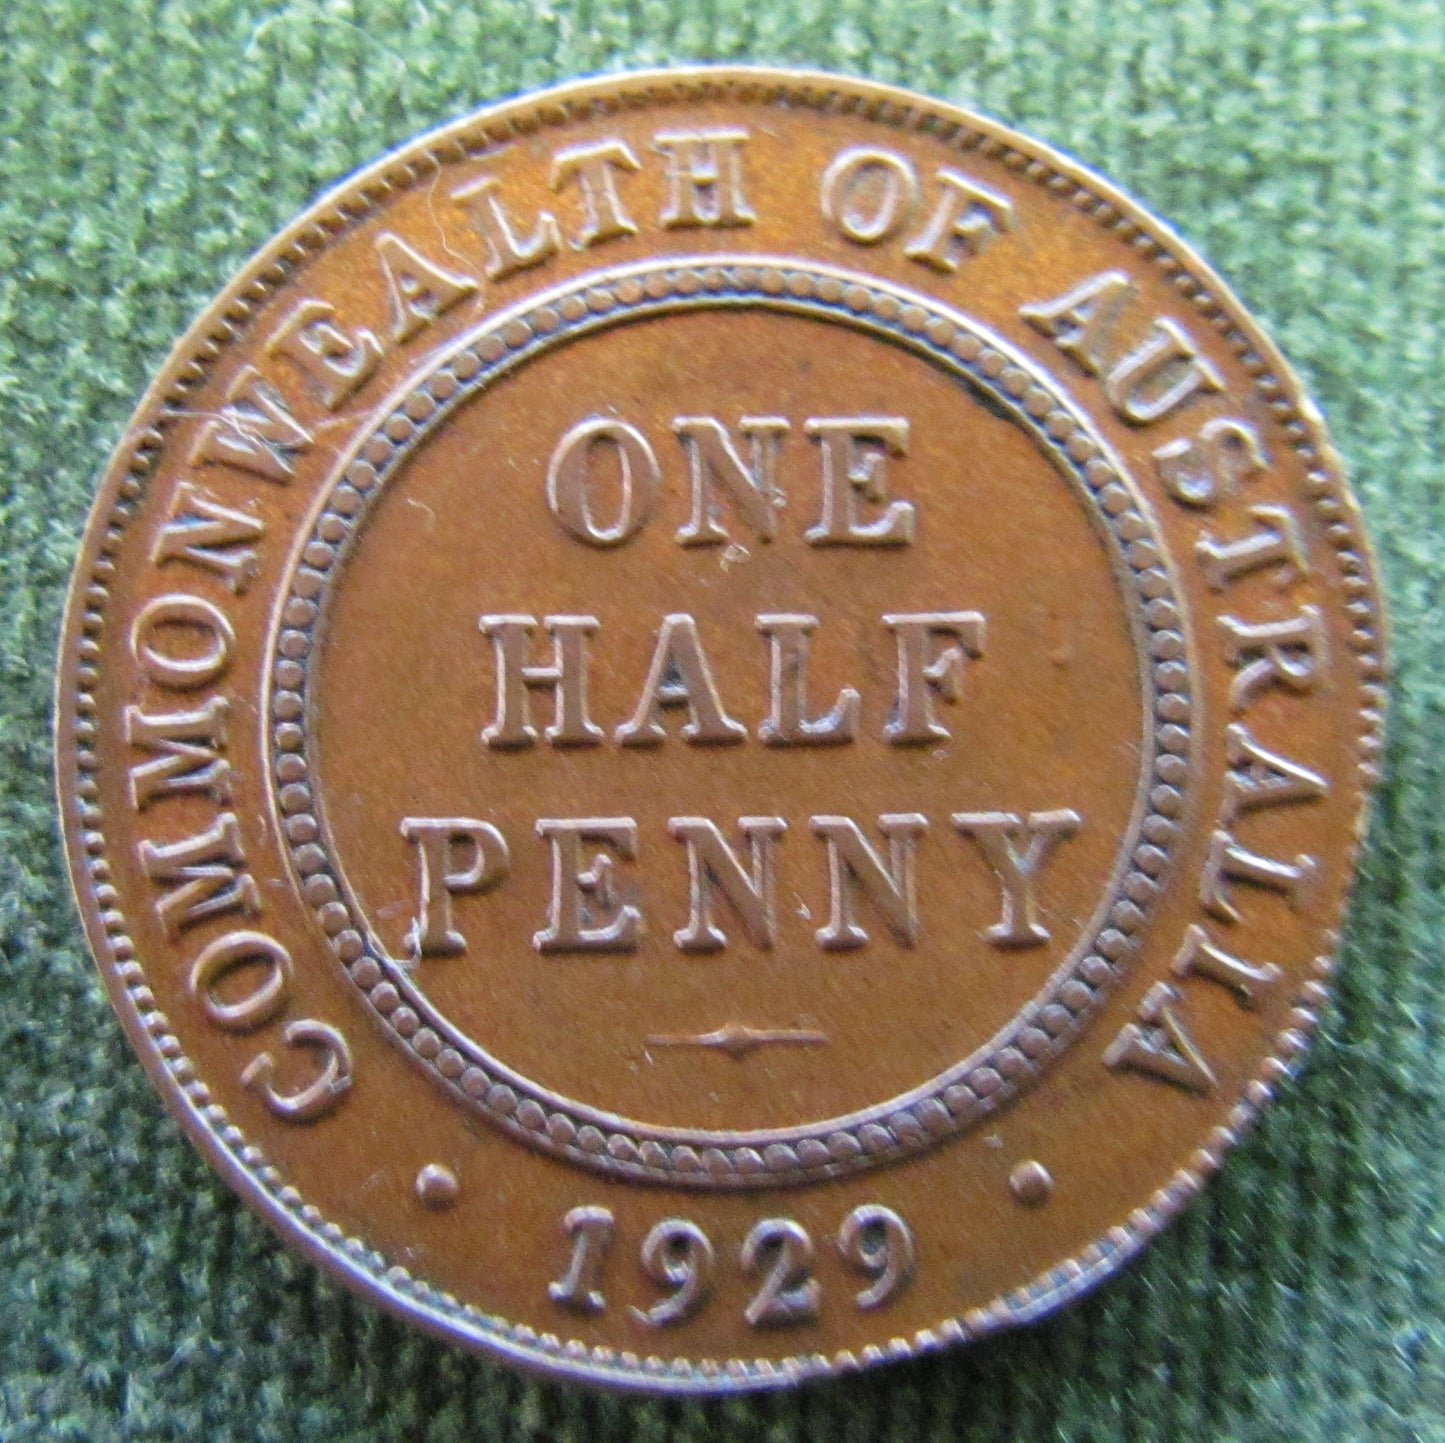 COMMONWEALTH OF AUSTRALIA
ONE
HALF
PENNY
· 1929 ·